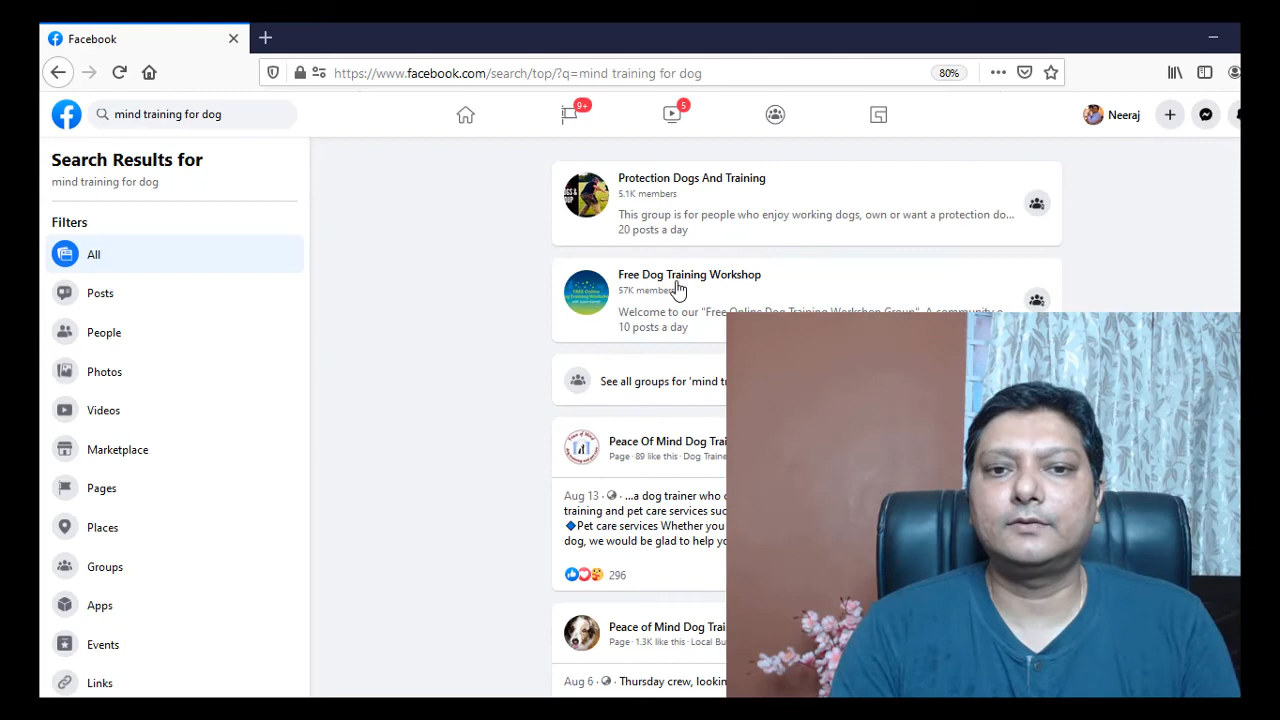 Facebook
https://www.facebook.com/search/top/?q=mind training for dog
80%
mind training for dog
9+
5
Neeraj
Search Results for
mind training for dog
Filters
All
Posts
People
Photos
Videos
Marketplace
Pages
Places
Groups
Apps
Events
Links
Protection Dogs And Training
5.1K members
This group is for people who enjoy working dogs, own or want a protection do...
20 posts a day
Free Dog Training Workshop
57K members
Welcome to our "Free Online Dog Training Workshop Group". A community o
10 posts a day
See all groups for 'mind tr
Peace Of Mind Dog Trai
Page · 89 like this · Dog Traine
Aug 13 · · ...a dog trainer who
training and pet care services suc
Pet care services Whether you
dog, we would be glad to help yo
296
Peace of Mind Dog Trai
Page · 1.3K like this · Local Bu
Aug 6 · · Thursday crew, lookin